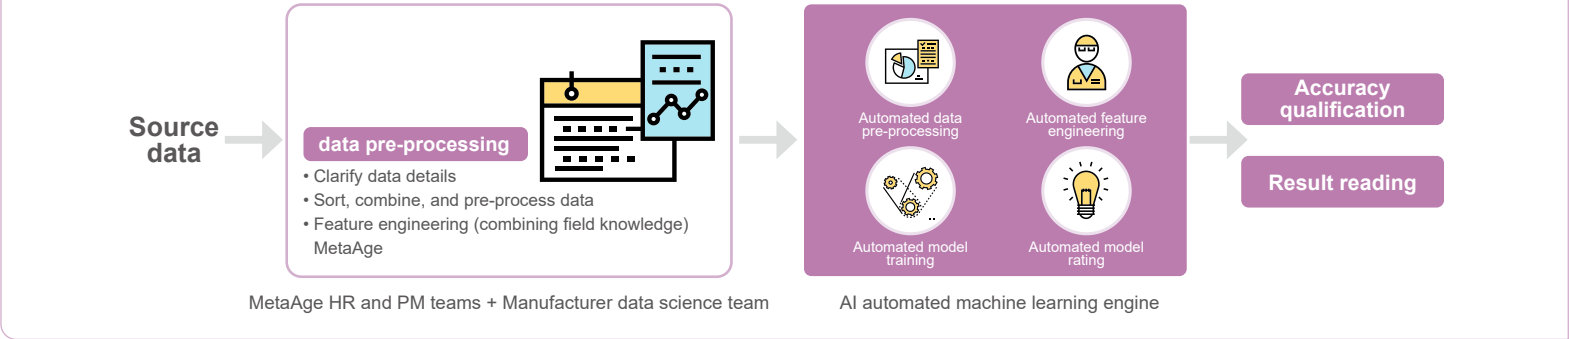 Source
data
data pre-processing
• Clarify data details
• Sort, combine, and pre-process data
• Feature engineering (combining field knowledge)
MetaAge
MetaAge HR and PM teams + Manufacturer data science team
Automated data
pre-processing
Automated feature
engineering
Automated model
training
Automated model
rating
AI automated machine learning engine
Accuracy
qualification
Result reading